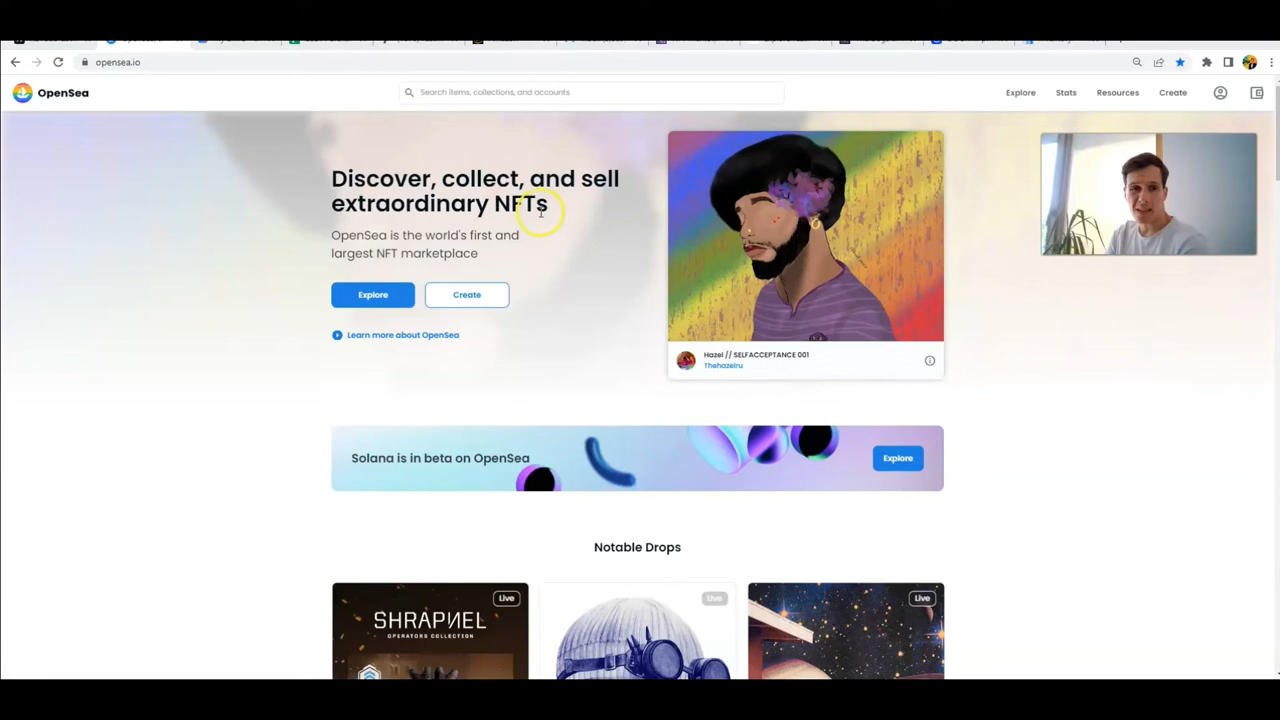 opensea.io
OpenSea
Search items, collections, and accounts
Explore
Stats
Resources
Create
Discover, collect, and sell
extraordinary NFTs
OpenSea is the world's first and
largest NFT marketplace
Explore
Create
Learn more about OpenSea
Hazel // SELFACCEPTANCE 001
Thehazelru
Solana is in beta on OpenSea
Explore
Notable Drops
Live
Live
Live
SHRAPNEL
OPERATORS COLLECTION